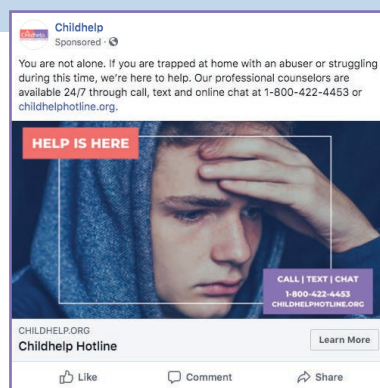 Childhelp
Childhelp
Sponsored ·
You are not alone. If you are trapped at home with an abuser or struggling
during this time, we're here to help. Our professional counselors are
available 24/7 through call, text and online chat at 1-800-422-4453 or
childhelphotline.org.
HELP IS HERE
CALL | TEXT | CHAT
1-800-422-4453
CHILDHELPHOTLINE.ORG
CHILDHELP.ORG
Childhelp Hotline
Learn More
Like
Comment
Share